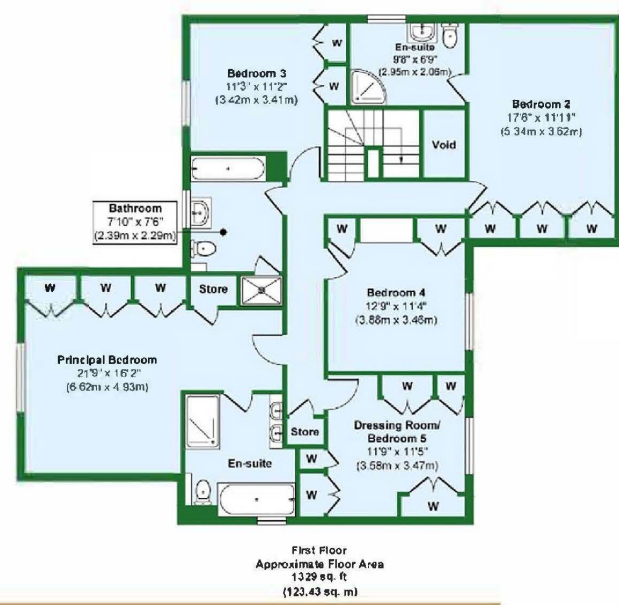 W
W
Bedroom 3
11'3" x 11'2"
(3.42m x 3.41m)
En-suite
9'8" x 6'9"
(2.95m x 2.06m)
Bedroom 2
17'6" x 11'11"
(5.34m x 3.62m)
Void
Bathroom
7'10" x 7'6"
(2.39m x 2.29m)
W
W
W
W
W
Bedroom 4
12'9" x 11'4"
(3.88m x 3.46m)
W
W
W
Store
Principal Bedroom
21'9" x 16'2"
(6.62m x 4.93m)
W
W
Dressing Room/
Bedroom 5
11'9" x 11'5"
(3.58m x 3.47m)
Store
En-suite
W
W
W
First Floor
Approximate Floor Area
1329 sq. ft
(123.43 sq. m)